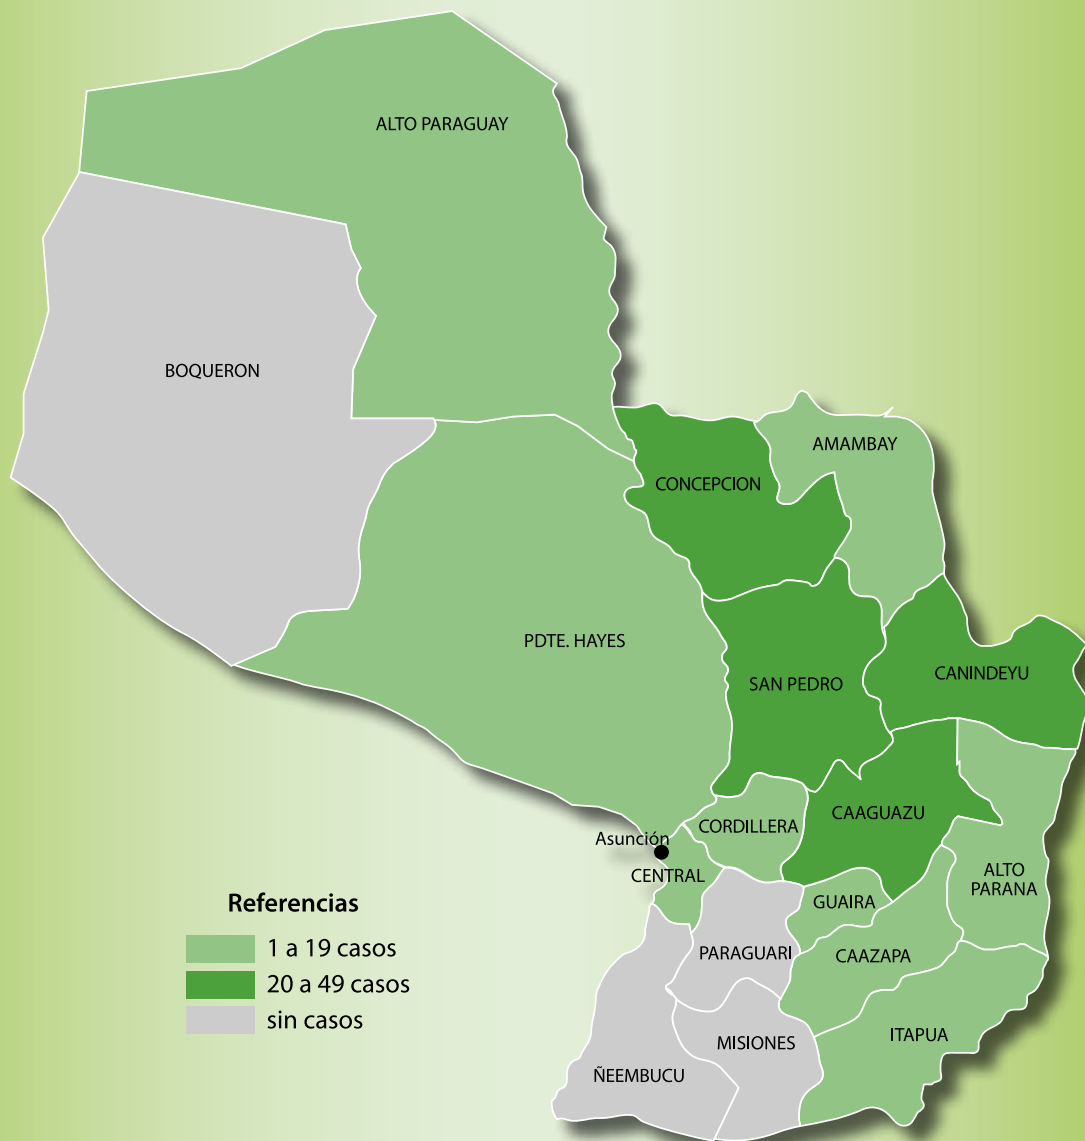 ALTO PARAGUAY
BOQUERON
AMAMBAY
CONCEPCION
PDTE. HAYES
SAN PEDRO
CANINDEYU
CAAGUAZU
CORDILLERA
Asunción
CENTRAL
ALTO
PARANA
GUAIRA
PARAGUARI
CAAZAPA
ITAPUA
MISIONES
ÑEEMBUCU
Referencias
1 a 19 casos
20 a 49 casos
sin casos